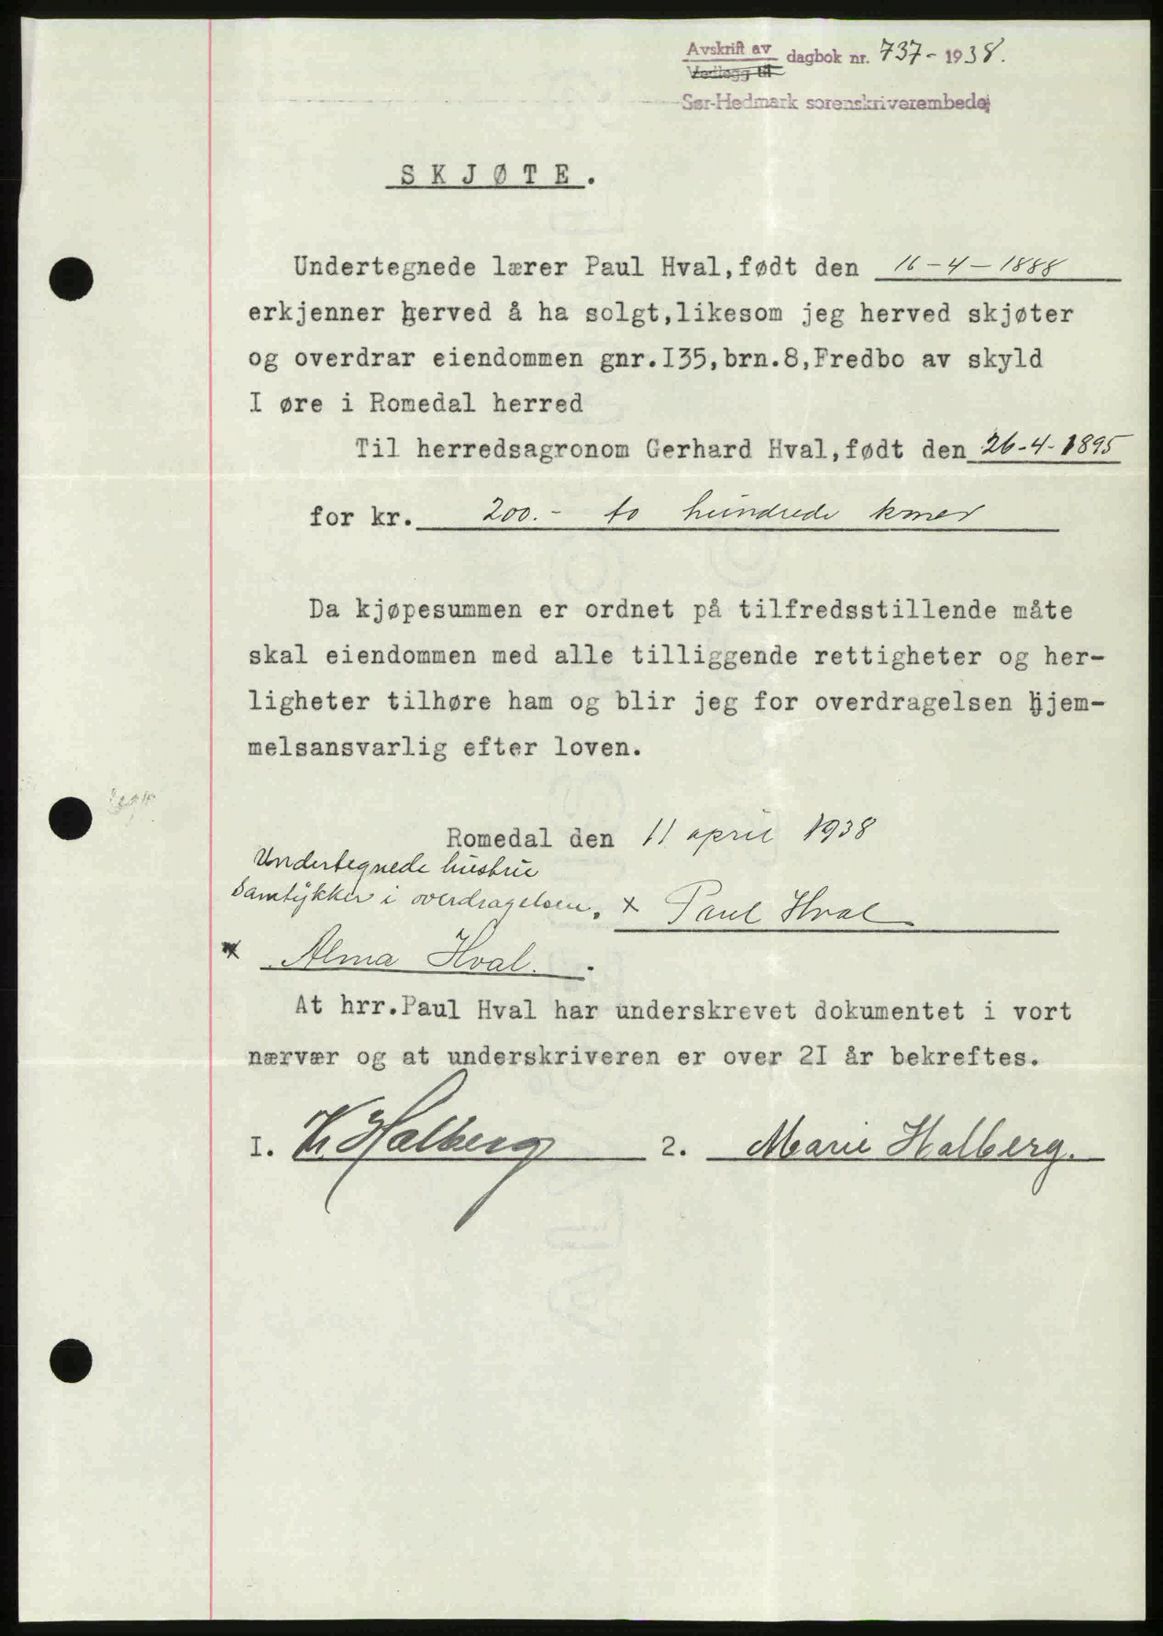 Avskrift av
Vedlegg til
dagbok nr. 737-1938.
Sør-Hedmark sorenskriverembede
SKJØTE.
Undertegnede lærer Paul Hval,født den 16-4-1888
erkjenner herved å ha solgt,likesom jeg herved skjøter
og overdrar eiendommen gnr.I35,brn.8,Fredbo av skyld
I øre i Romedal herred
Til herredsagronom Gerhard Hval,født den 26-4-1895
for kr. 200.- to hundrede kroner
Da kjøpesummen er ordnet på tilfredsstillende måte
skal eiendommen med alle tilliggende rettigheter og her-
ligheter tilhøre ham og blir jeg for overdragelsen hjem-
melsansvarlig efter loven.
Romedal den 11 april 1938
Undertegnede hustru
samtykker i overdragelsen. x Paul Hval
x Alma Hval.
At hrr.Paul Hval har underskrevet dokumentet i vort
nærvær og at underskriveren er over 2I år bekreftes.
I. Kr. Halberg 2. Marie Halberg.